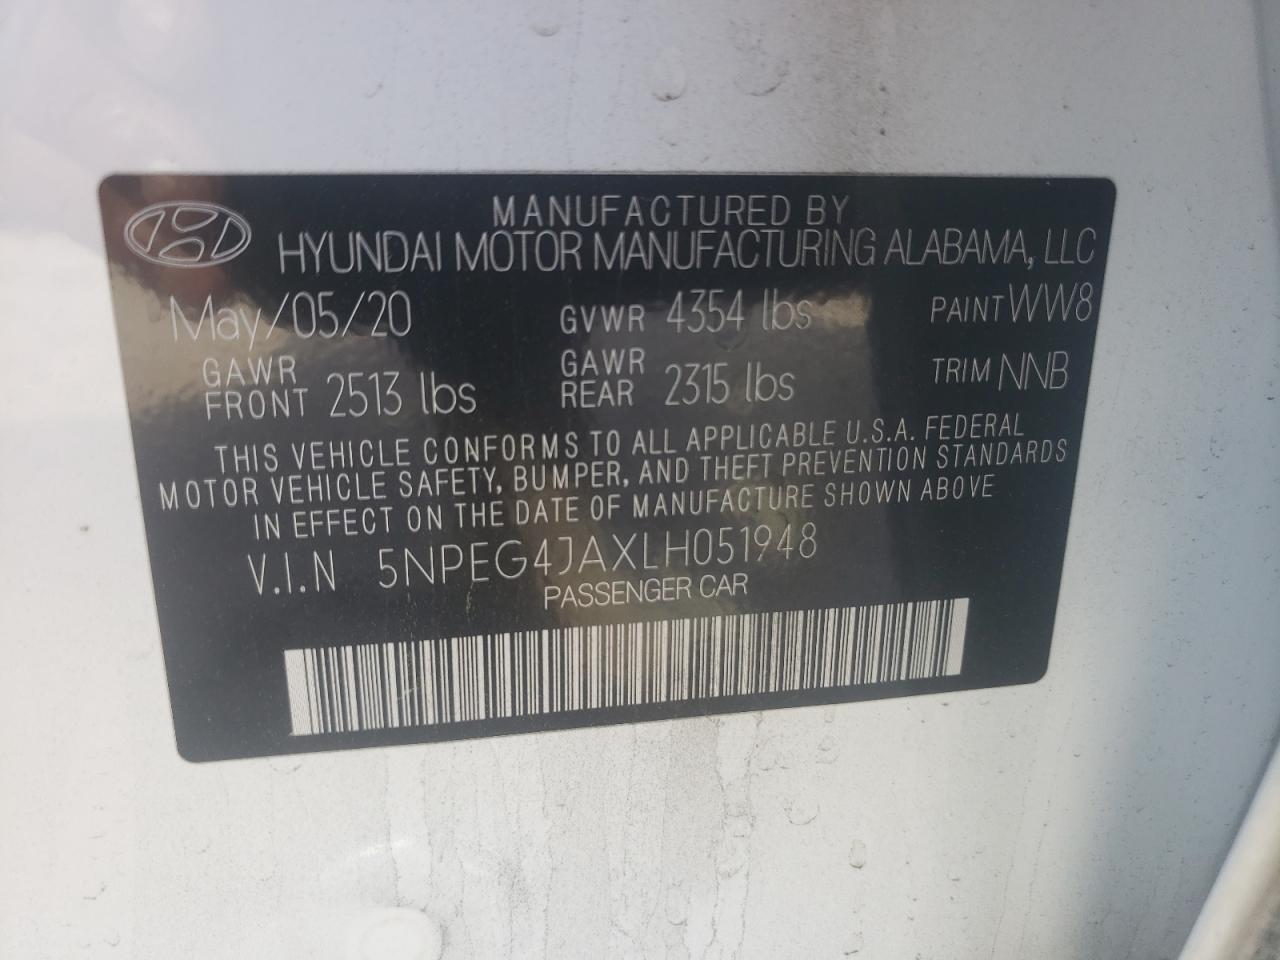 MANUFACTURED BY
HYUNDAI MOTOR MANUFACTURING ALABAMA, LLC
May/05/20 GVWR 4354 lbs PAINT WW8
GAWR FRONT 2513 lbs GAWR REAR 2315 lbs TRIM NNB
THIS VEHICLE CONFORMS TO ALL APPLICABLE U.S.A. FEDERAL
MOTOR VEHICLE SAFETY, BUMPER, AND THEFT PREVENTION STANDARDS
IN EFFECT ON THE DATE OF MANUFACTURE SHOWN ABOVE
V.I.N 5NPEG4JAXLH051948
PASSENGER CAR